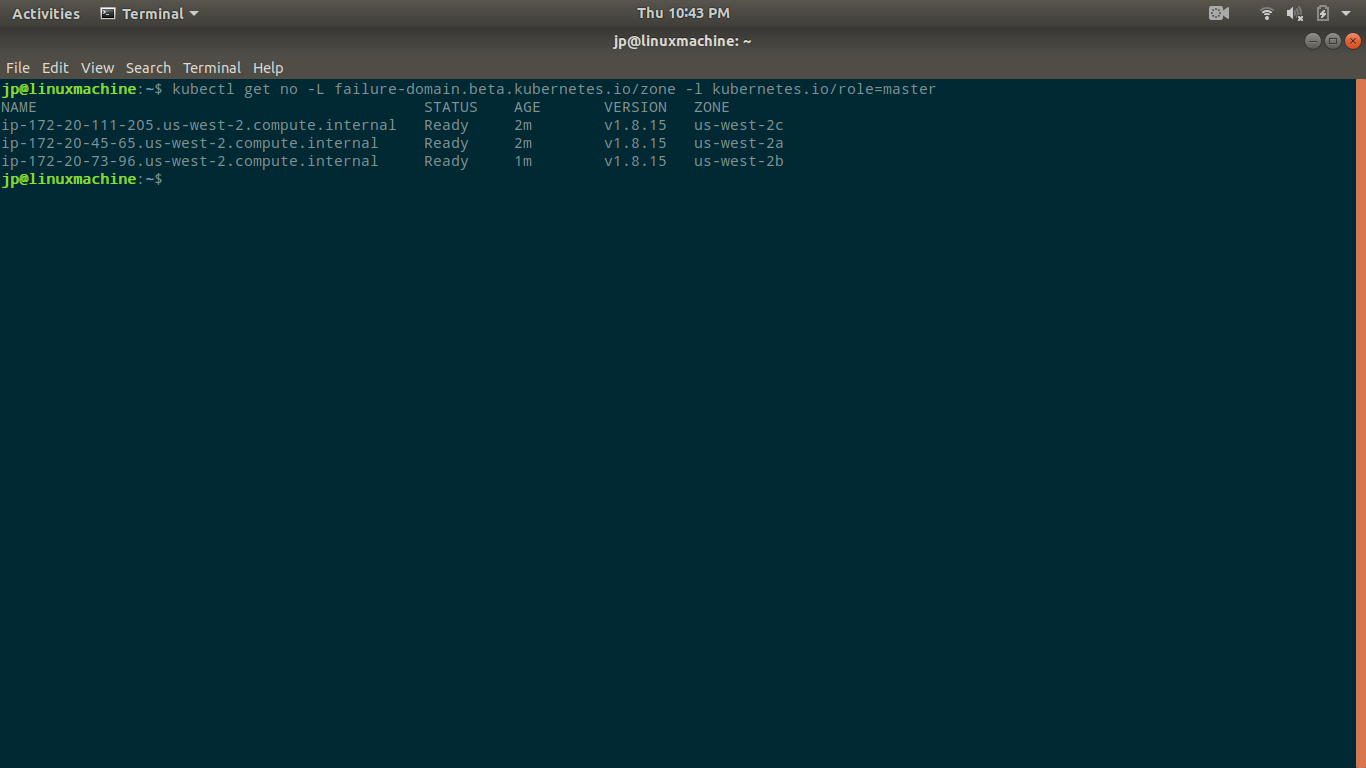 Activities Terminal Thu 10:43 PM
jp@linuxmachine: ~
File Edit View Search Terminal Help
jp@linuxmachine:~$ kubectl get no -L failure-domain.beta.kubernetes.io/zone -l kubernetes.io/role=master
NAME STATUS AGE VERSION ZONE
ip-172-20-111-205.us-west-2.compute.internal Ready 2m v1.8.15 us-west-2c
ip-172-20-45-65.us-west-2.compute.internal Ready 2m v1.8.15 us-west-2a
ip-172-20-73-96.us-west-2.compute.internal Ready 1m v1.8.15 us-west-2b
jp@linuxmachine:~$